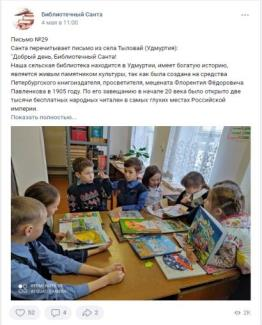 Библиотечный Санта
4 мая в 11:00
Письмо №29
Санта перечитывает письмо из села Тыловай (Удмуртия):
"Добрый день, Библиотечный Санта!
Наша сельская библиотека находится в Удмуртии, имеет богатую историю,
является живым памятником культуры, так как была создана на средства
Петербургского книгоиздателя, просветителя, мецената Флорентия Фёдоровича
Павленкова в 1905 году. По его завещанию в начале 20 века было открыто две
тысячи бесплатных народных читален в самых глухих местах Российской
империи.
Показать полностью...
52
4
2
2K